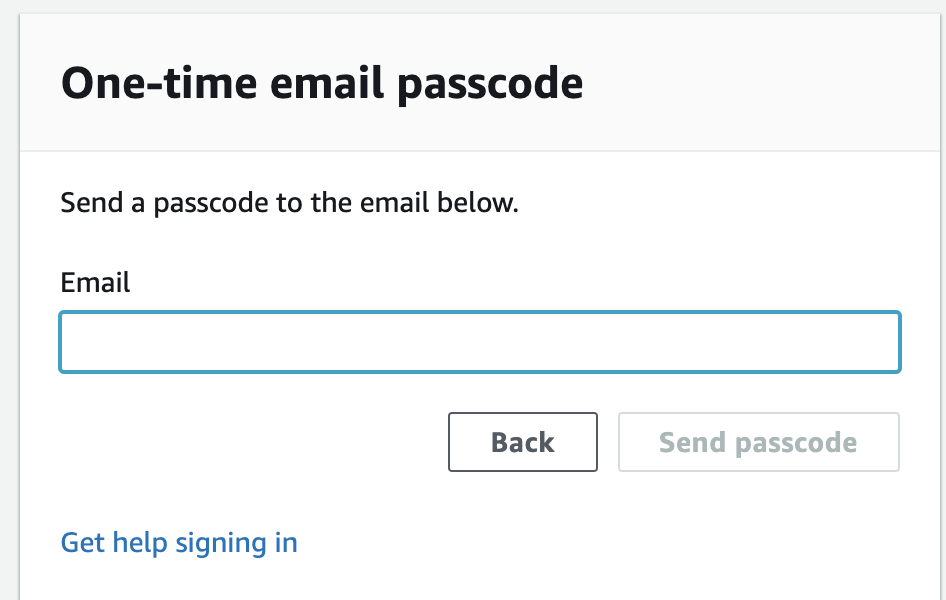 One-time email passcode
Send a passcode to the email below.
Email
Back
Send passcode
Get help signing in